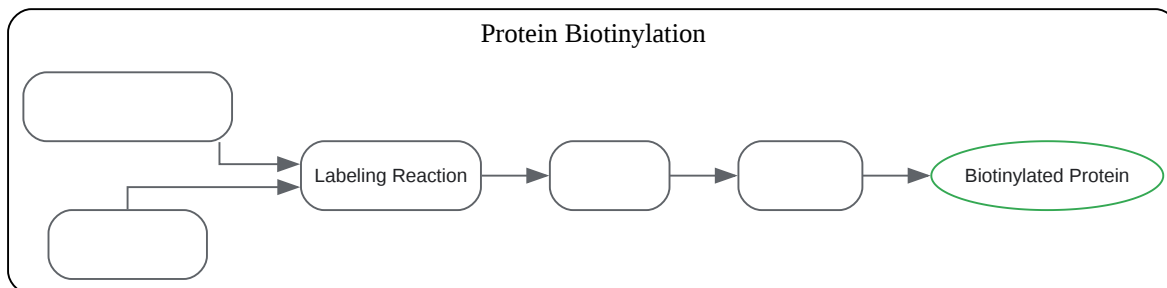 Protein Biotinylation
Labeling Reaction
Biotinylated Protein